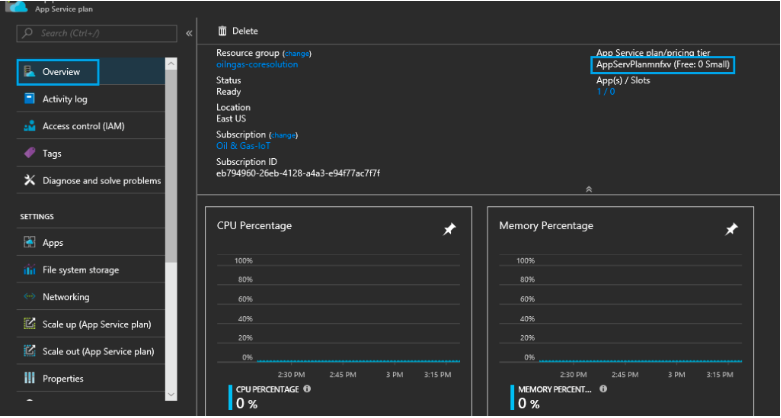 App Service plan
Search (Ctrl+/)
«
Overview
Activity log
Access control (IAM)
Tags
Diagnose and solve problems
SETTINGS
Apps
File system storage
Networking
Scale up (App Service plan)
Scale out (App Service plan)
Properties
Delete
Resource group (change)
oilngas-coresolution
Status
Ready
Location
East US
Subscription (change)
Oil & Gas-IoT
Subscription ID
eb794960-26eb-4128-a4a3-e94f77ac7f7f
App Service plan/pricing tier
AppServPlanmnfxv (Free: 0 Small)
App(s) / Slots
1 / 0
CPU Percentage
100%
80%
60%
40%
20%
0%
2:30 PM 2:45 PM 3 PM 3:15 PM
CPU PERCENTAGE
0 %
Memory Percentage
100%
80%
60%
40%
20%
0%
2:30 PM 2:45 PM 3 PM 3:15 PM
MEMORY PERCENT...
0 %